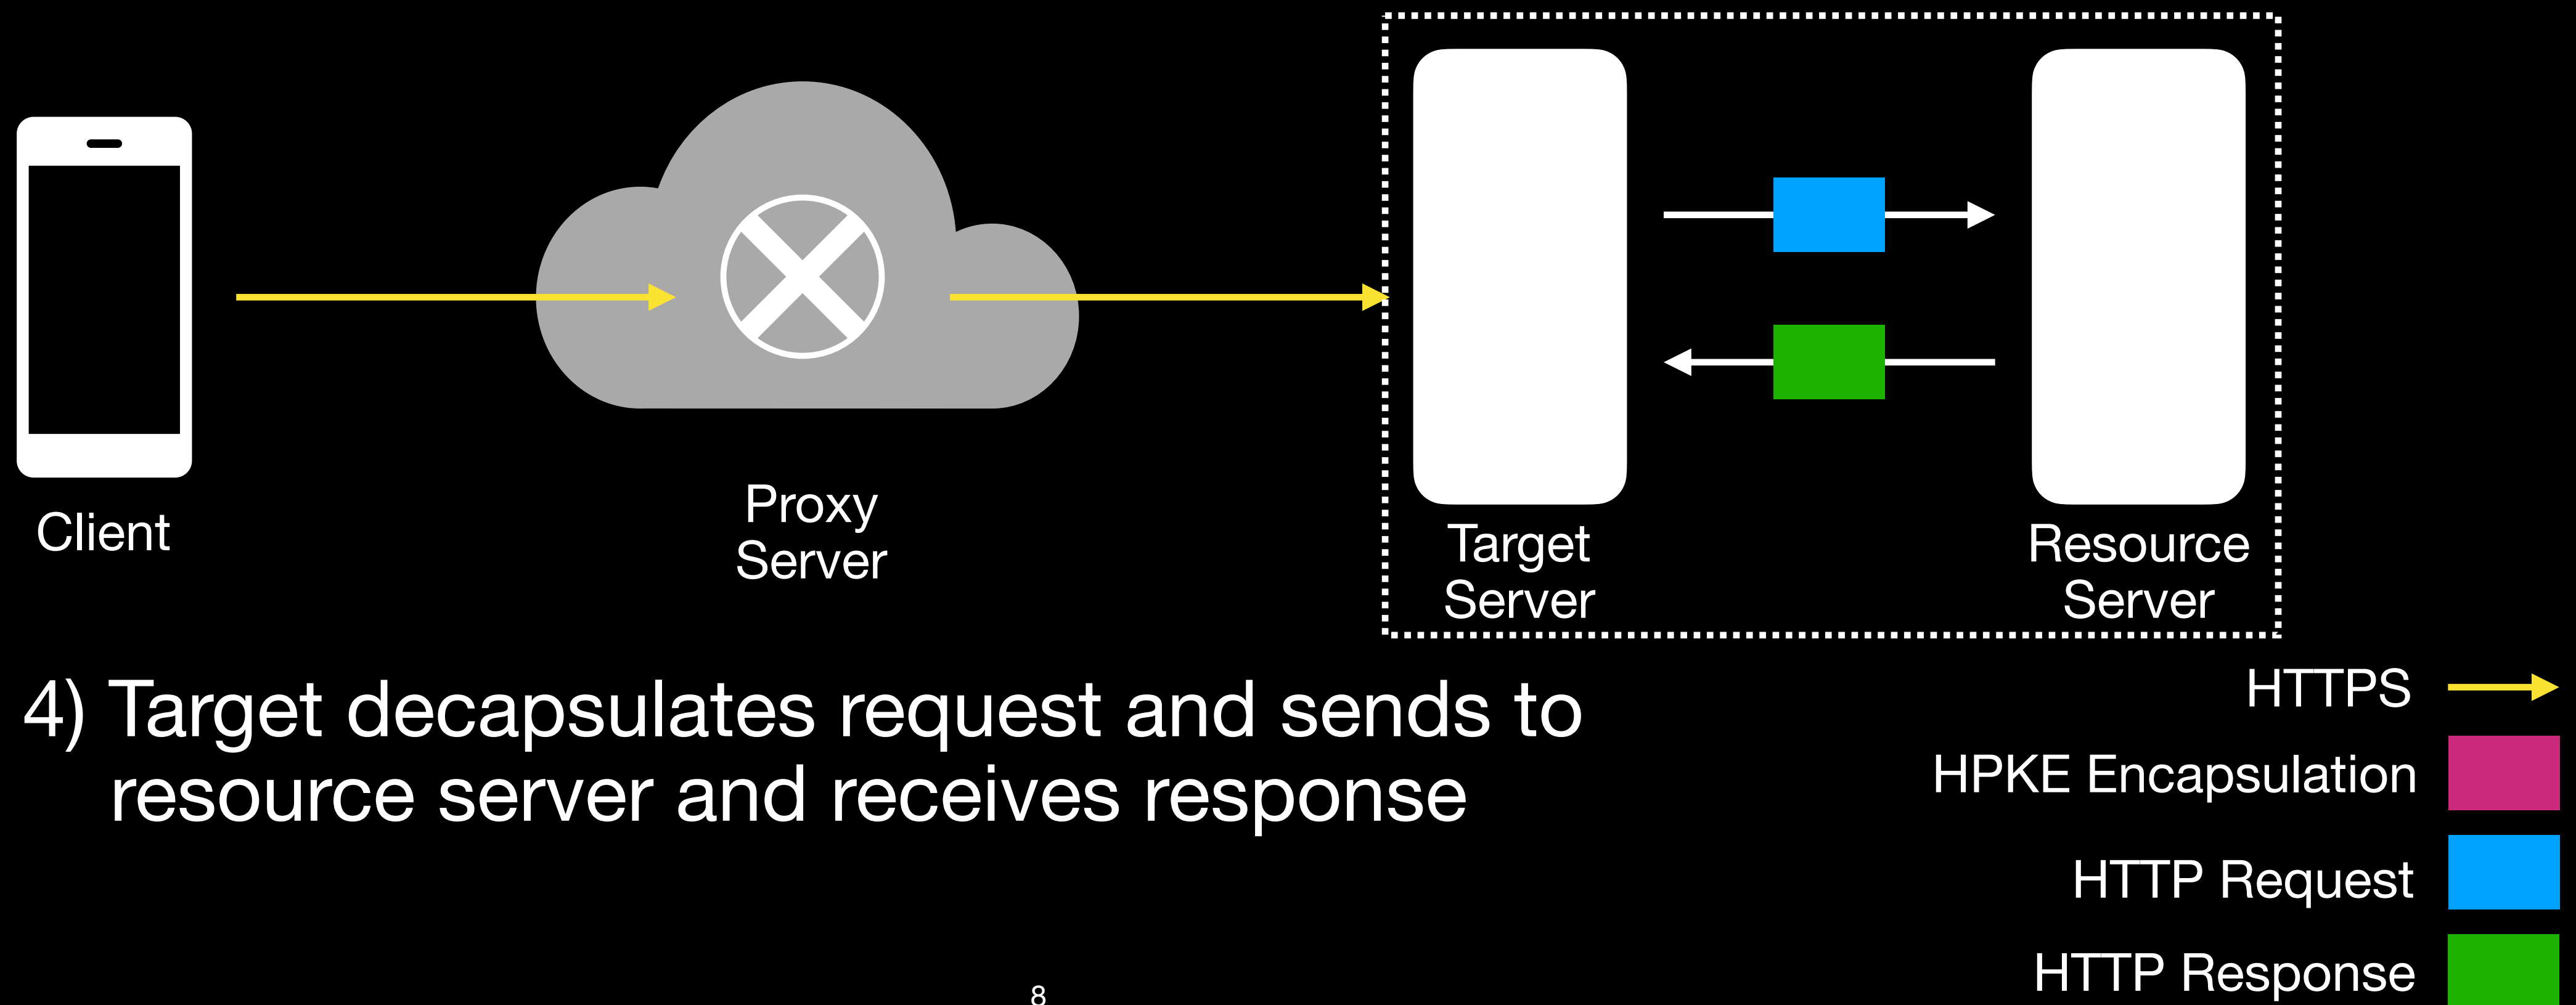 Client
Proxy
Server
Target
Server
Resource
Server
4) Target decapsulates request and sends to
resource server and receives response
HTTPS
HPKE Encapsulation
HTTP Request
HTTP Response
8